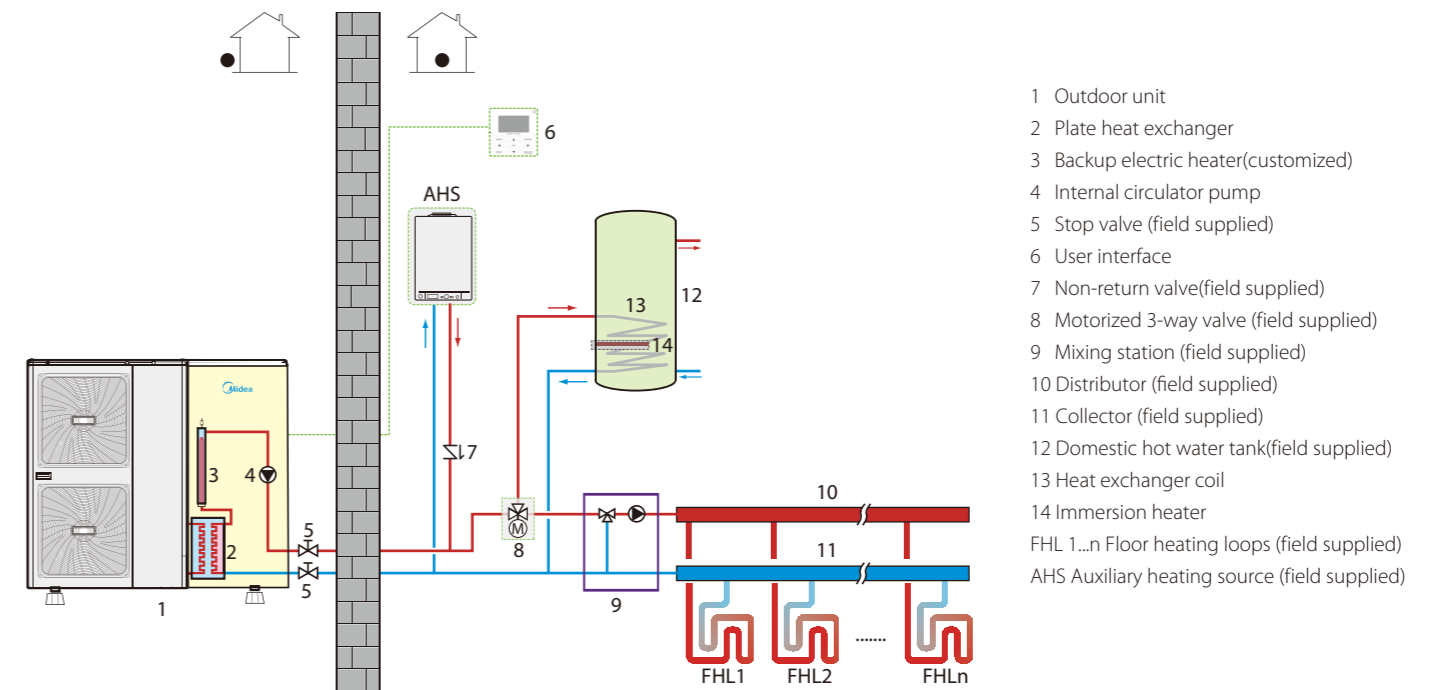 6
AHS
13
12
14
Midea
7
3
4
10
M
5
8
2
11
5
1
9
FHL1
FHL2
.......
FHLn
1 Outdoor unit
2 Plate heat exchanger
3 Backup electric heater(customized)
4 Internal circulator pump
5 Stop valve (field supplied)
6 User interface
7 Non-return valve(field supplied)
8 Motorized 3-way valve (field supplied)
9 Mixing station (field supplied)
10 Distributor (field supplied)
11 Collector (field supplied)
12 Domestic hot water tank(field supplied)
13 Heat exchanger coil
14 Immersion heater
FHL 1...n Floor heating loops (field supplied)
AHS Auxiliary heating source (field supplied)